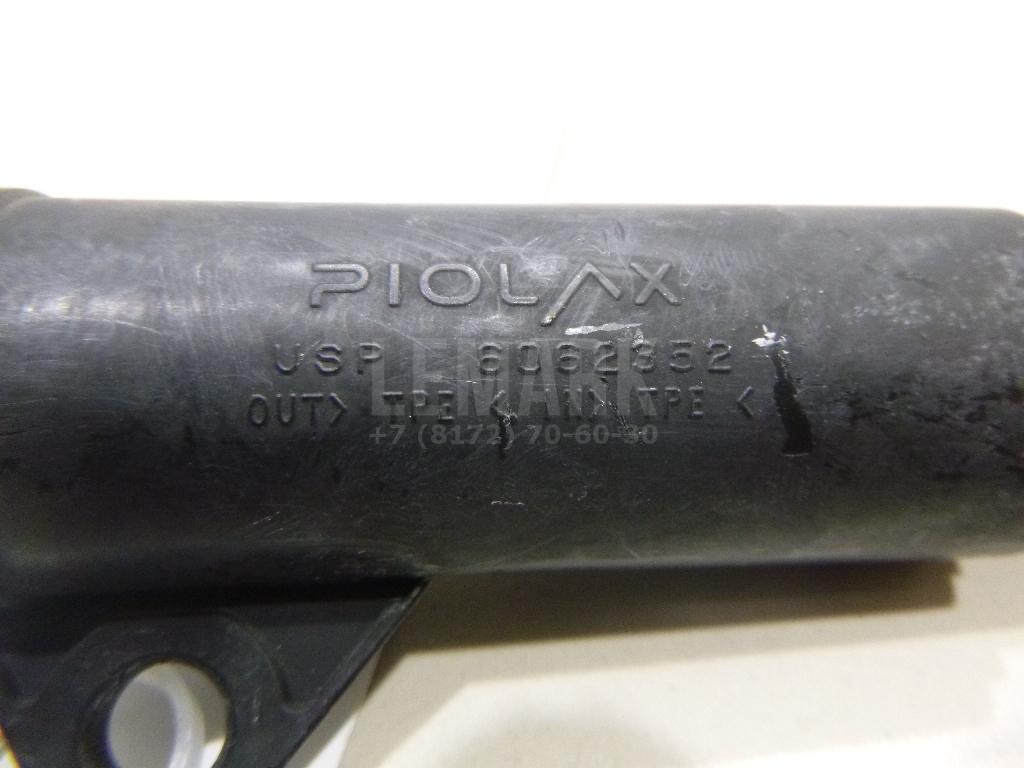 PIOLAX
USP 6062352
OUT> TPE < IN> TPE <
LEMARK
+7 (8172) 70-60-30